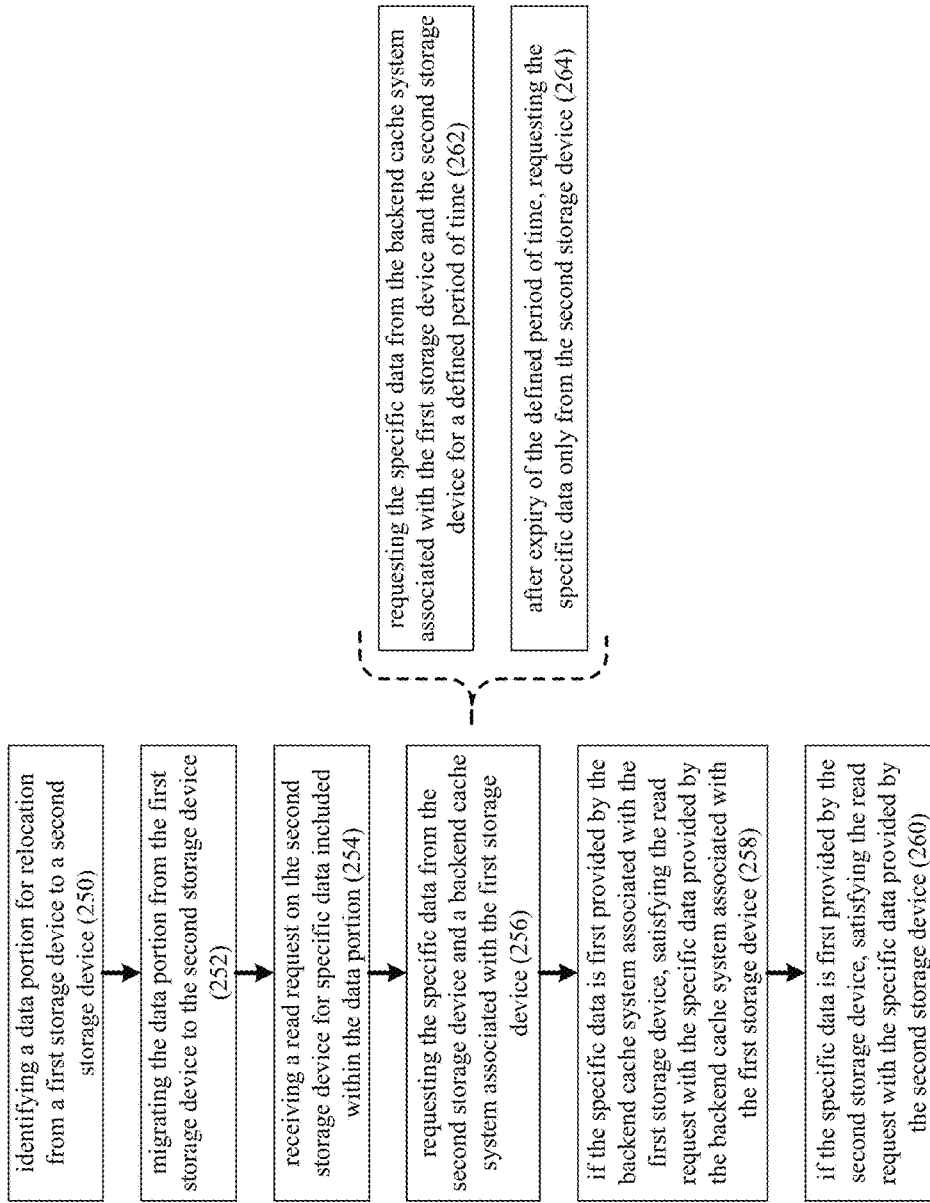 identifying a data portion for relocation
from a first storage device to a second
storage device (250)
migrating the data portion from the first
storage device to the second storage device
(252)
receiving a read request on the second
storage device for specific data included
within the data portion (254)
requesting the specific data from the
second storage device and a backend cache
system associated with the first storage
device (256)
if the specific data is first provided by the
backend cache system associated with the
first storage device, satisfying the read
request with the specific data provided by
the backend cache system associated with
the first storage device (258)
if the specific data is first provided by the
second storage device, satisfying the read
request with the specific data provided by
the second storage device (260)
requesting the specific data from the backend cache system
associated with the first storage device and the second storage
device for a defined period of time (262)
after expiry of the defined period of time, requesting the
specific data only from the second storage device (264)